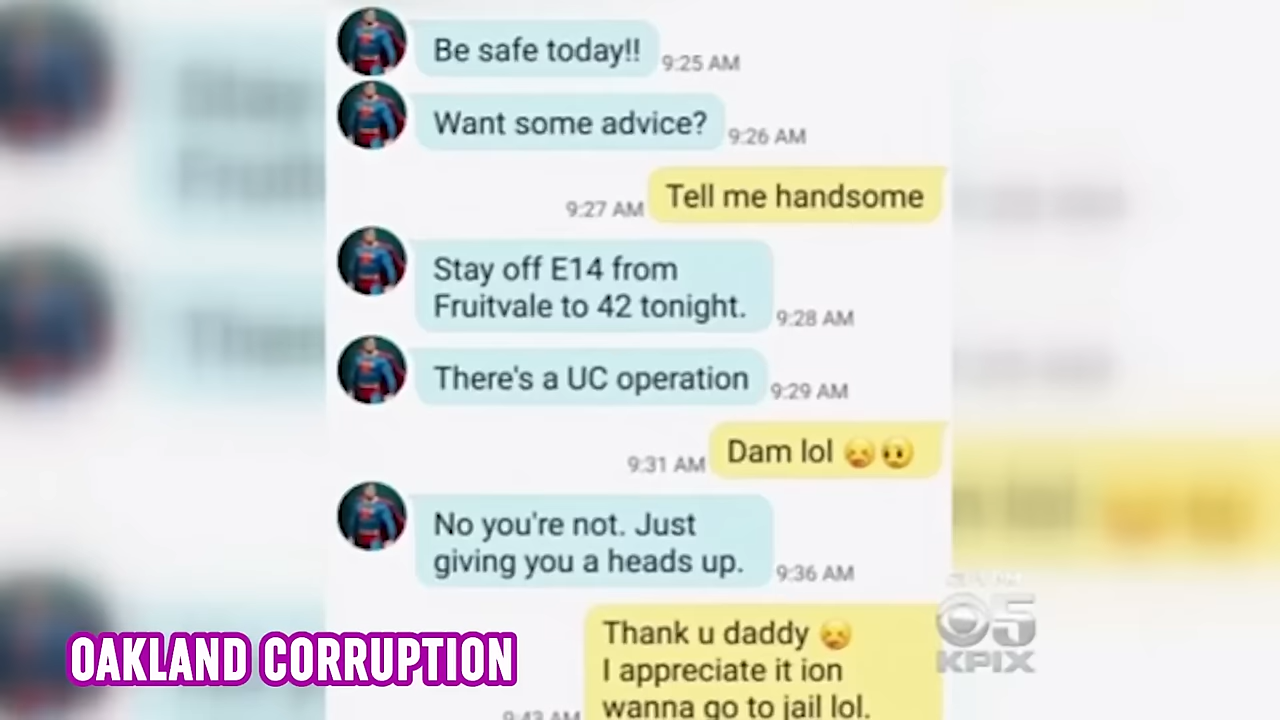 Be safe today!!
9:25 AM
Want some advice?
9:26 AM
Tell me handsome
9:27 AM
Stay off E14 from
Fruitvale to 42 tonight.
9:28 AM
There's a UC operation
9:29 AM
Dam lol 😞🤨
9:31 AM
No you're not. Just
giving you a heads up.
9:36 AM
Thank u daddy 😞
I appreciate it ion
wanna go to jail lol.
9:43 AM
OAKLAND CORRUPTION
5
KPIX